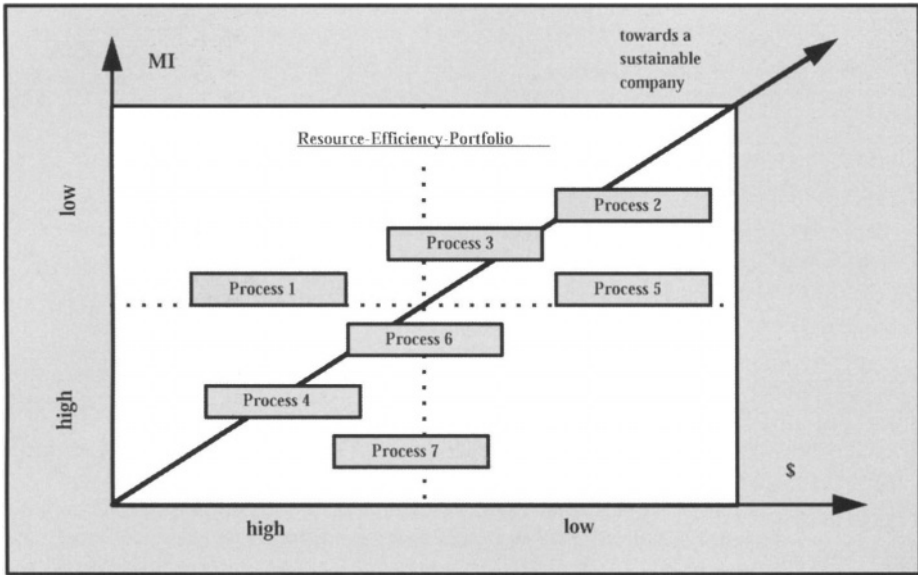 MI
towards a
sustainable
company
Resource-Efficiency-Portfolio
low
Process 2
Process 3
Process 1
Process 5
Process 6
high
Process 4
Process 7
$
high
low